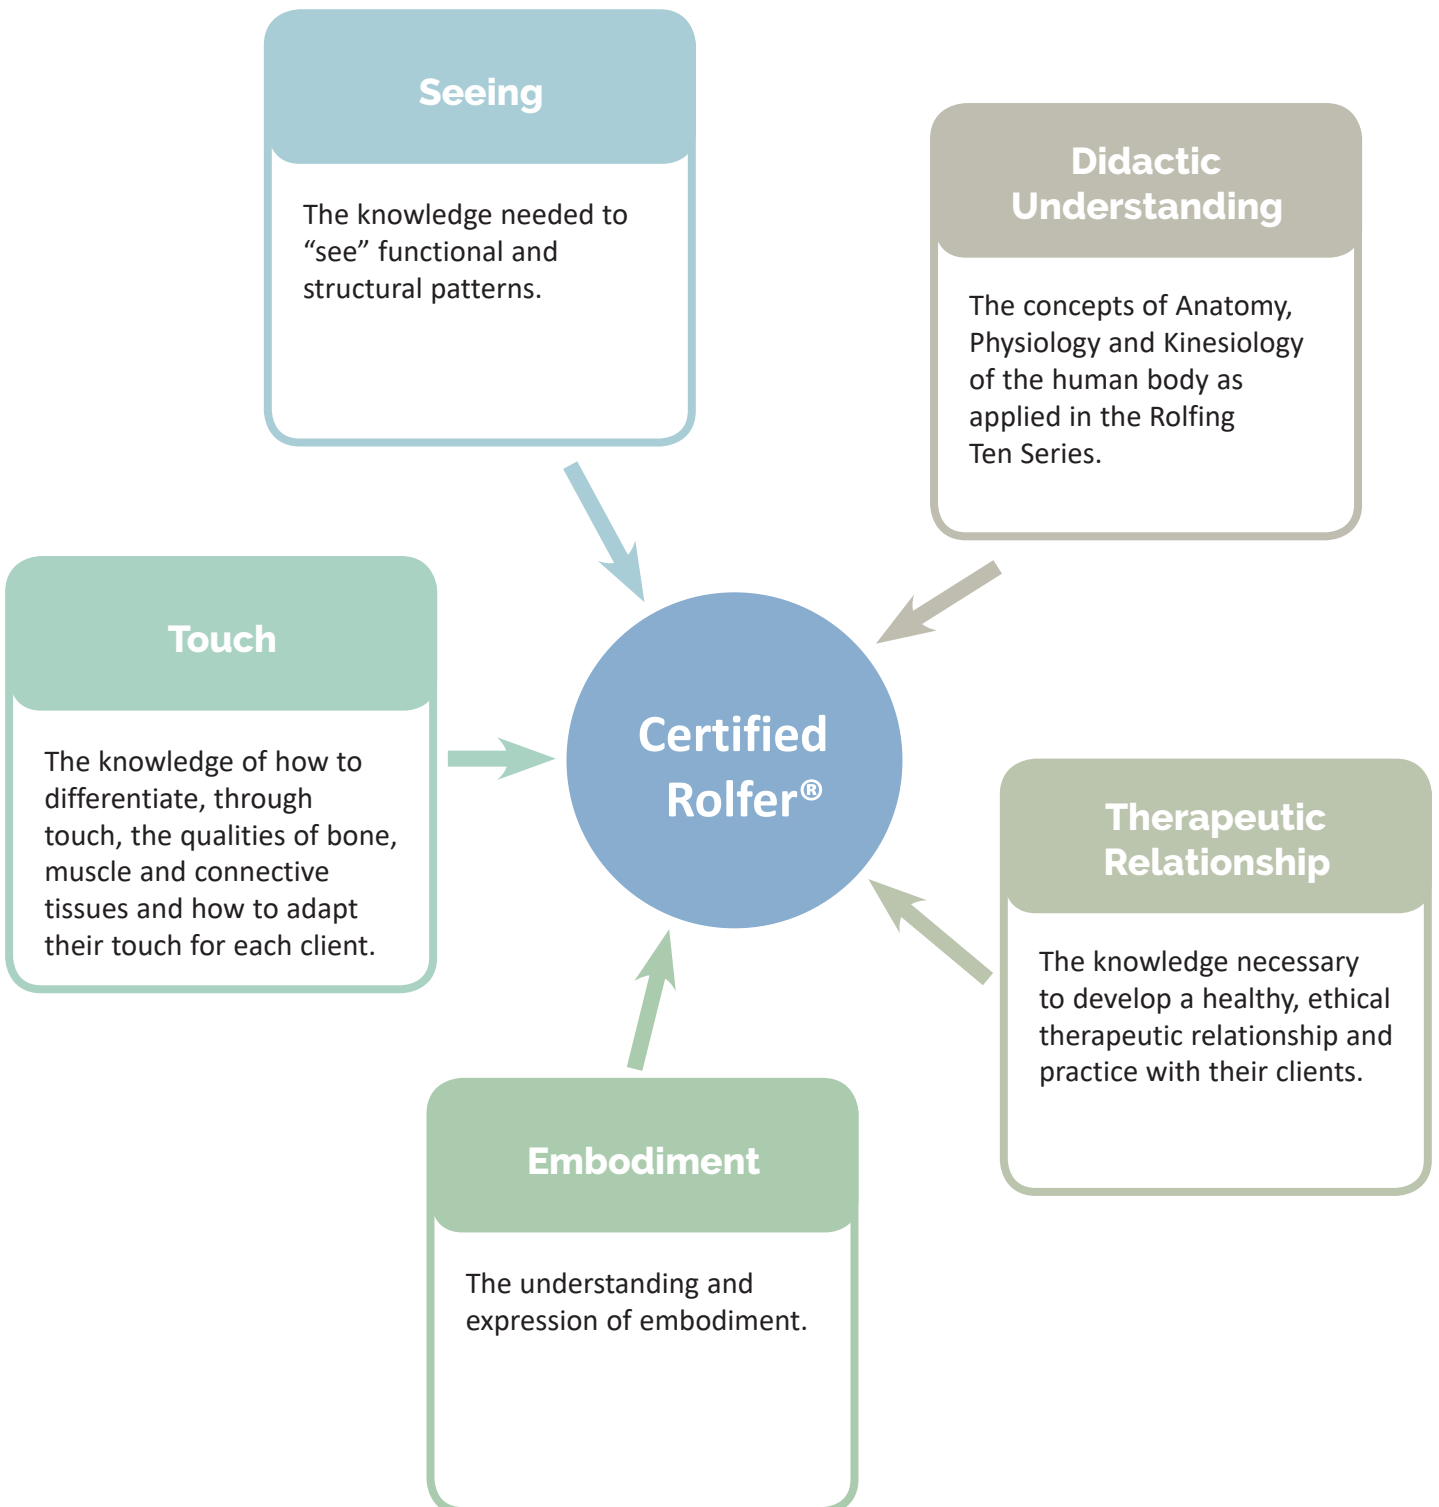 Seeing
The knowledge needed to
“see” functional and
structural patterns.
Didactic
Understanding
The concepts of Anatomy,
Physiology and Kinesiology
of the human body as
applied in the Rolfing
Ten Series.
Touch
The knowledge of how to
differentiate, through
touch, the qualities of bone,
muscle and connective
tissues and how to adapt
their touch for each client.
Certified
Rolfer®
Therapeutic
Relationship
The knowledge necessary
to develop a healthy, ethical
therapeutic relationship and
practice with their clients.
Embodiment
The understanding and
expression of embodiment.